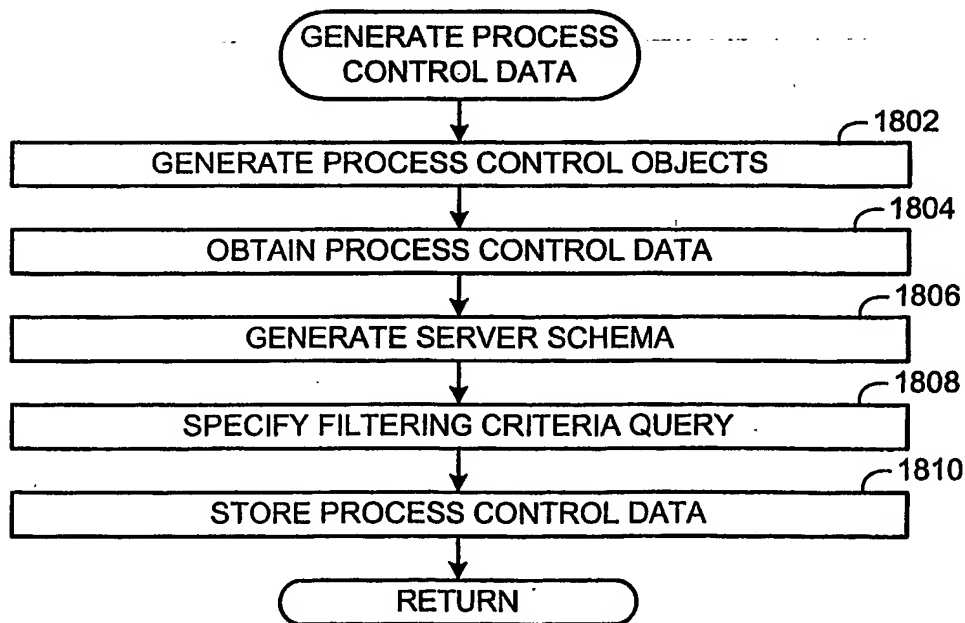 GENERATE PROCESS
CONTROL DATA
1802
GENERATE PROCESS CONTROL OBJECTS
1804
OBTAIN PROCESS CONTROL DATA
1806
GENERATE SERVER SCHEMA
1808
SPECIFY FILTERING CRITERIA QUERY
1810
STORE PROCESS CONTROL DATA
RETURN